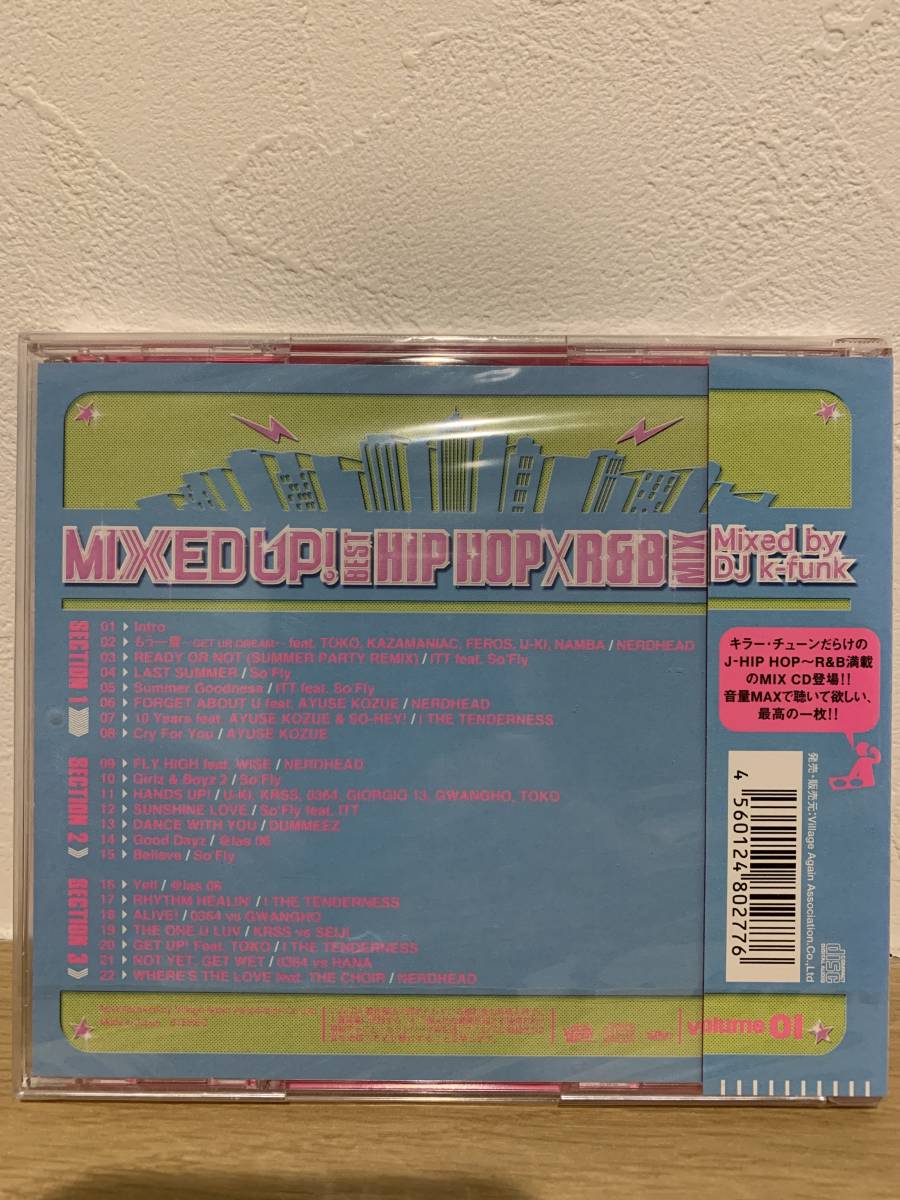 MIXED UP! BEST HIP HOP X R&B MIX
Mixed by
DJ k-funk
SECTION 1
01 Intro
02 もう一度~GET UR DREAM~ feat. TOKO, KAZAMANIAC, FEROS, U-KI, NAMBA / NERDHEAD
03 READY OR NOT (SUMMER PARTY REMIX) / ITT feat. So'Fly
04 LAST SUMMER / So'Fly
05 Summer Goodness / ITT feat. So'Fly
06 FORGET ABOUT U feat. AYUSE KOZUE / NERDHEAD
07 10 Years feat. AYUSE KOZUE & SO-HEY! / I THE TENDERNESS
08 Cry For You / AYUSE KOZUE
SECTION 2
09 FLY HIGH feat. WISE / NERDHEAD
10 Girlz & Boyz 2 / So'Fly
11 HANDS UP! / U-KI, KRSS, 0364, GIORGIO 13, GWANGHO, TOKO
12 SUNSHINE LOVE / So'Fly feat. ITT
13 DANCE WITH YOU / DUMMEEZ
14 Good Dayz / @las 06
15 Believe / So'Fly
SECTION 3
16 Yell / @las 06
17 RHYTHM HEALIN' / I THE TENDERNESS
18 ALIVE! / 0364 vs GWANGHO
19 THE ONE U LUV / KRSS vs SEIJI
20 GET UP! Feat. TOKO / I THE TENDERNESS
21 NOT YET, GET WET / 0364 vs HANA
22 WHERE'S THE LOVE feat. THE CHOIR / NERDHEAD
volume 01
キラー・チューンだらけの
J-HIP HOP~R&B満載
のMIX CD登場!!
音量MAXで聴いて欲しい、
最高の一枚!!
発売・販売元:Village Again Association.Co.,Ltd
4 560124 802776
COMPACT
disc
DIGITAL AUDIO